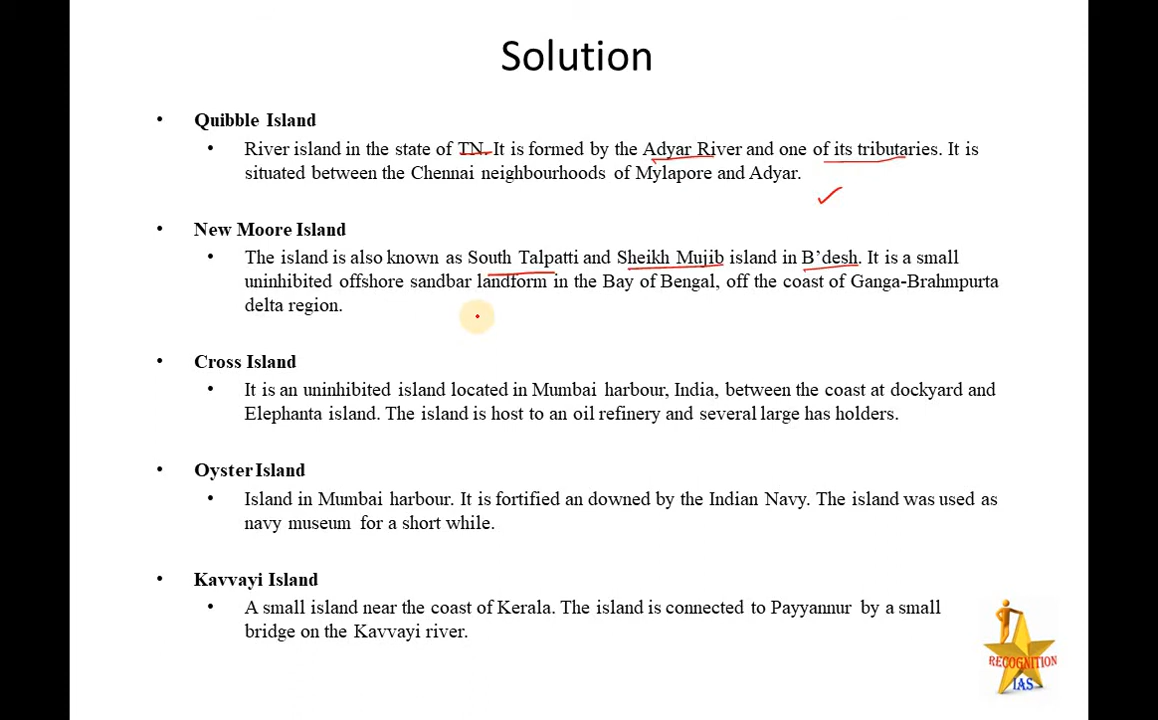 Solution
• Quibble Island
• River island in the state of TN. It is formed by the Adyar River and one of its tributaries. It is
situated between the Chennai neighbourhoods of Mylapore and Adyar.
• New Moore Island
• The island is also known as South Talpatti and Sheikh Mujib island in B’desh. It is a small
uninhibited offshore sandbar landform in the Bay of Bengal, off the coast of Ganga-Brahmpurta
delta region.
• Cross Island
• It is an uninhibited island located in Mumbai harbour, India, between the coast at dockyard and
Elephanta island. The island is host to an oil refinery and several large has holders.
• Oyster Island
• Island in Mumbai harbour. It is fortified an downed by the Indian Navy. The island was used as
navy museum for a short while.
• Kavvayi Island
• A small island near the coast of Kerala. The island is connected to Payyannur by a small
bridge on the Kavvayi river.
RECOGNITION
IAS